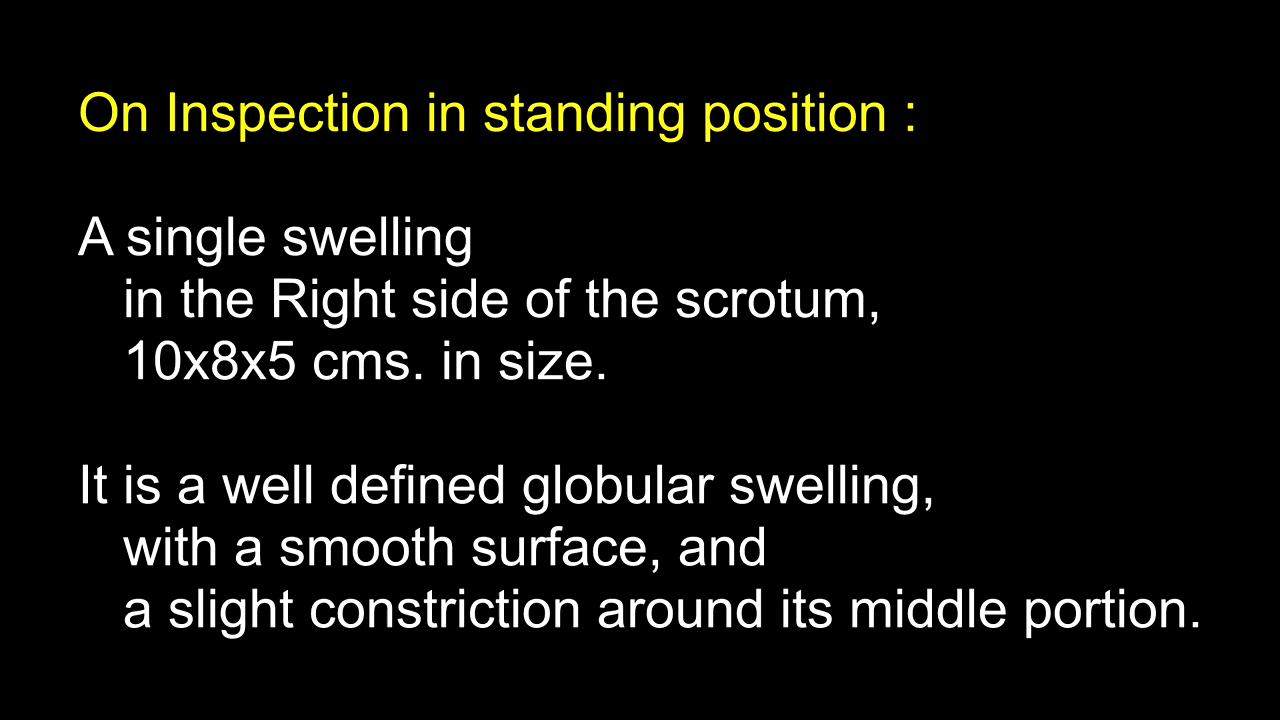 On Inspection in standing position :
A single swelling
in the Right side of the scrotum,
10x8x5 cms. in size.
It is a well defined globular swelling,
with a smooth surface, and
a slight constriction around its middle portion.